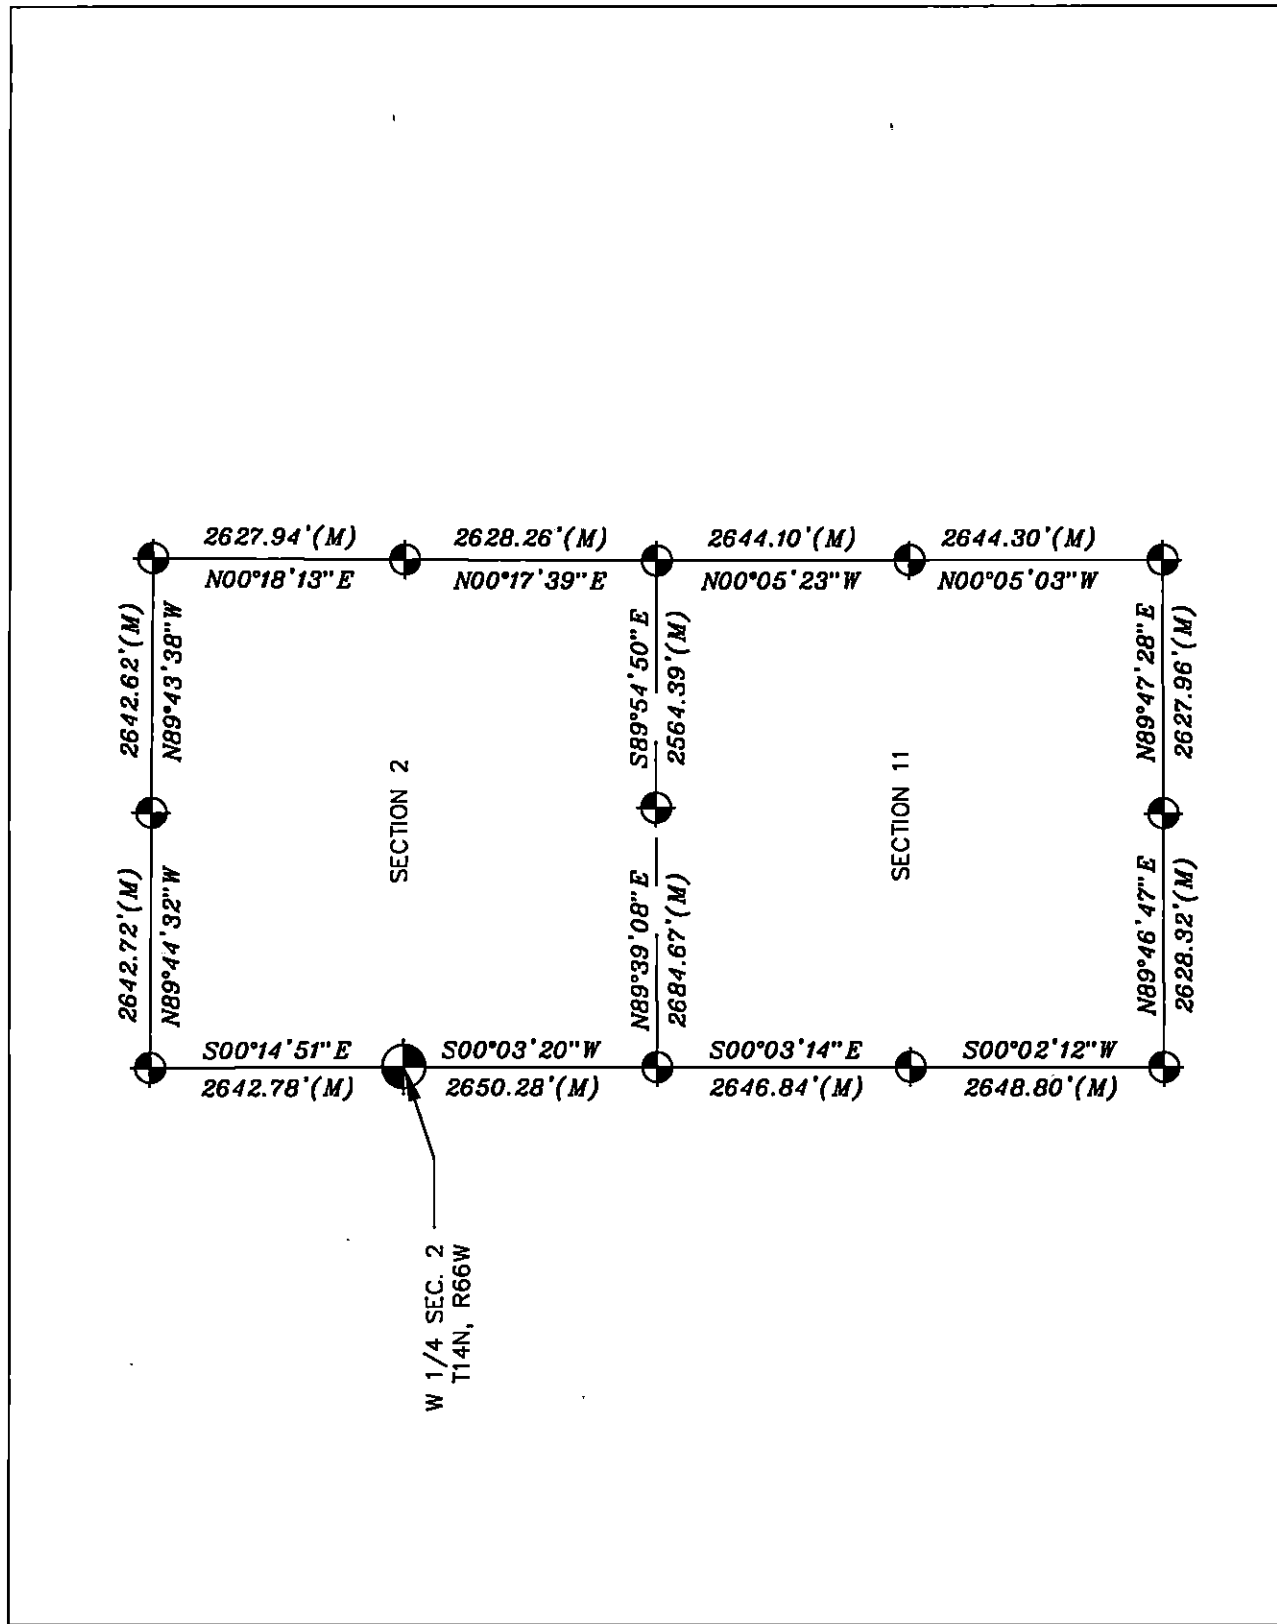 2627.94'(M)
N00°18'13"E
2628.26'(M)
N00°17'39"E
2644.10'(M)
N00°05'23"W
2644.30'(M)
N00°05'03"W
2642.62'(M)
N89°43'38"W
S89°54'50"E
2564.39'(M)
N89°47'28"E
2627.96'(M)
SECTION 2
SECTION 11
2642.72'(M)
N89°44'32"W
N89°39'08"E
2684.67'(M)
N89°46'47"E
2628.32'(M)
S00°14'51"E
2642.78'(M)
S00°03'20"W
2650.28'(M)
S00°03'14"E
2646.84'(M)
S00°02'12"W
2648.80'(M)
W 1/4 SEC. 2
T14N, R66W